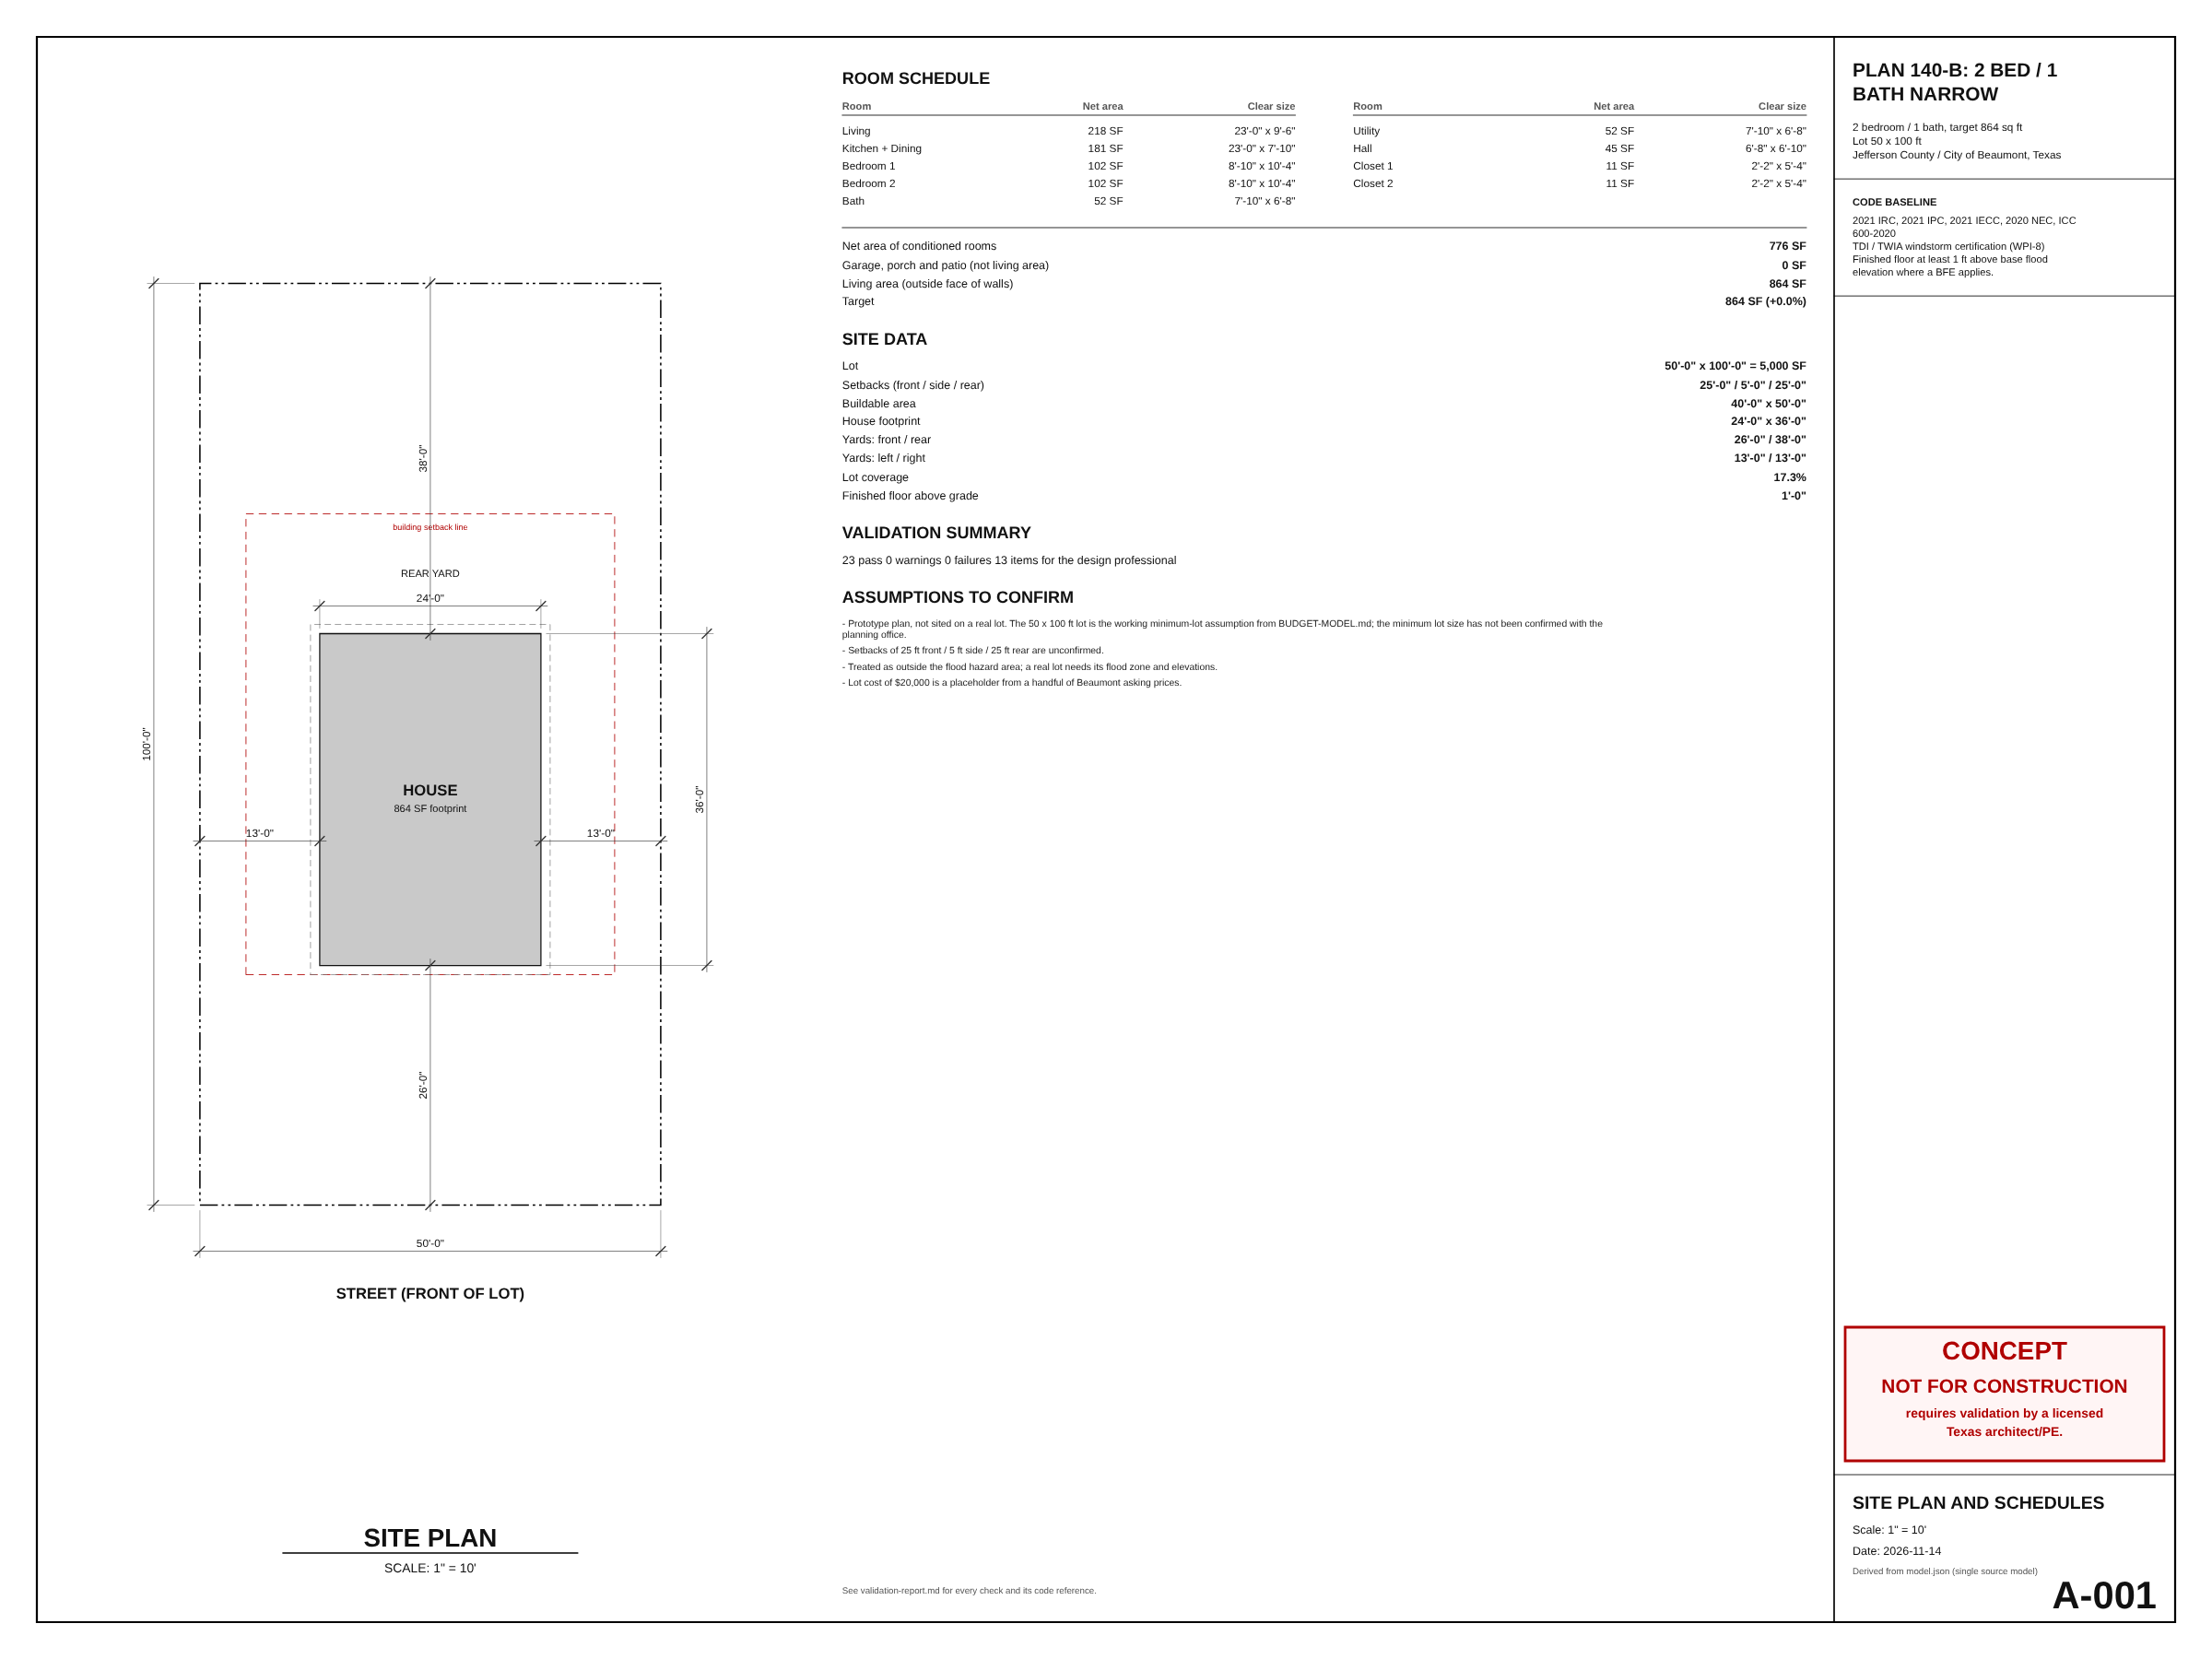 38'-0"
building setback line
REAR YARD
24'-0"
100'-0"
HOUSE
864 SF footprint
36'-0"
13'-0"
13'-0"
26'-0"
50'-0"
STREET (FRONT OF LOT)
SITE PLAN
SCALE: 1" = 10'
ROOM SCHEDULE
Room Net area Clear size
Living 218 SF 23'-0" x 9'-6"
Kitchen + Dining 181 SF 23'-0" x 7'-10"
Bedroom 1 102 SF 8'-10" x 10'-4"
Bedroom 2 102 SF 8'-10" x 10'-4"
Bath 52 SF 7'-10" x 6'-8"
Room Net area Clear size
Utility 52 SF 7'-10" x 6'-8"
Hall 45 SF 6'-8" x 6'-10"
Closet 1 11 SF 2'-2" x 5'-4"
Closet 2 11 SF 2'-2" x 5'-4"
Net area of conditioned rooms 776 SF
Garage, porch and patio (not living area) 0 SF
Living area (outside face of walls) 864 SF
Target 864 SF (+0.0%)
SITE DATA
Lot 50'-0" x 100'-0" = 5,000 SF
Setbacks (front / side / rear) 25'-0" / 5'-0" / 25'-0"
Buildable area 40'-0" x 50'-0"
House footprint 24'-0" x 36'-0"
Yards: front / rear 26'-0" / 38'-0"
Yards: left / right 13'-0" / 13'-0"
Lot coverage 17.3%
Finished floor above grade 1'-0"
VALIDATION SUMMARY
23 pass 0 warnings 0 failures 13 items for the design professional
ASSUMPTIONS TO CONFIRM
- Prototype plan, not sited on a real lot. The 50 x 100 ft lot is the working minimum-lot assumption from BUDGET-MODEL.md; the minimum lot size has not been confirmed with the
planning office.
- Setbacks of 25 ft front / 5 ft side / 25 ft rear are unconfirmed.
- Treated as outside the flood hazard area; a real lot needs its flood zone and elevations.
- Lot cost of $20,000 is a placeholder from a handful of Beaumont asking prices.
See validation-report.md for every check and its code reference.
PLAN 140-B: 2 BED / 1
BATH NARROW
2 bedroom / 1 bath, target 864 sq ft
Lot 50 x 100 ft
Jefferson County / City of Beaumont, Texas
CODE BASELINE
2021 IRC, 2021 IPC, 2021 IECC, 2020 NEC, ICC
600-2020
TDI / TWIA windstorm certification (WPI-8)
Finished floor at least 1 ft above base flood
elevation where a BFE applies.
CONCEPT
NOT FOR CONSTRUCTION
requires validation by a licensed
Texas architect/PE.
SITE PLAN AND SCHEDULES
Scale: 1" = 10'
Date: 2026-11-14
Derived from model.json (single source model)
A-001